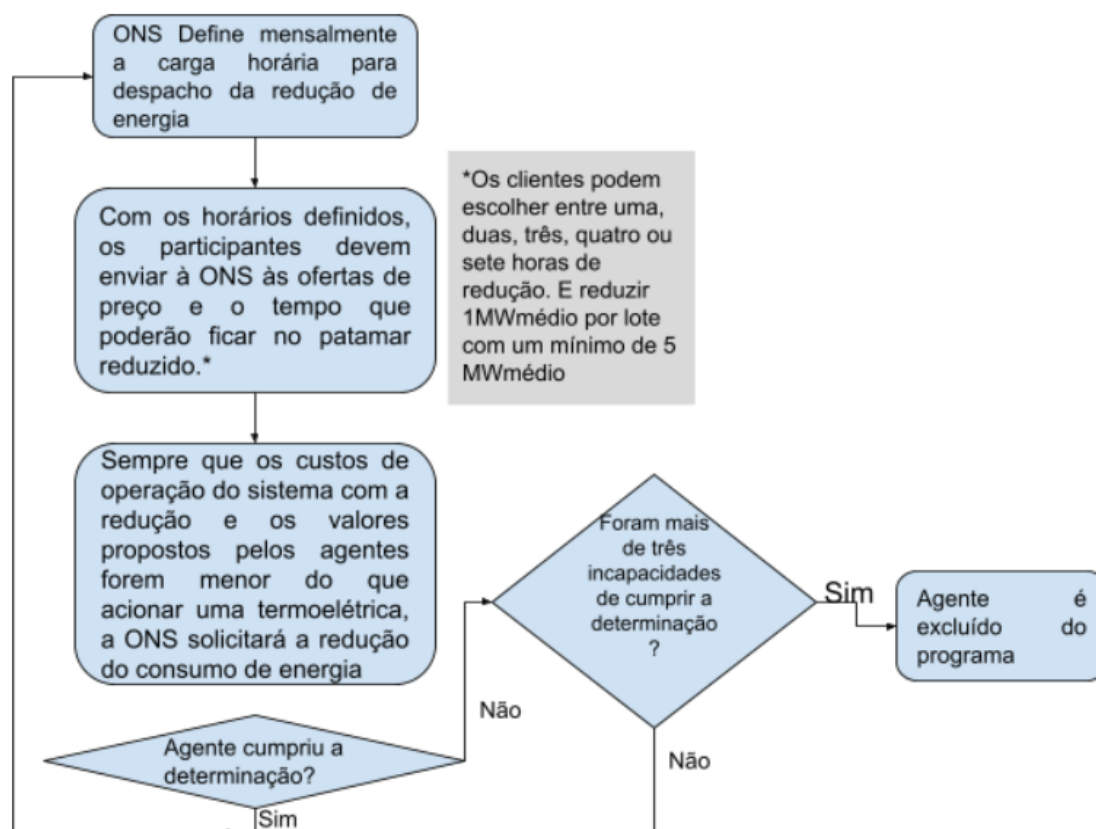 ONS Define mensalmente
a carga horária para
despacho da redução de
energia
Com os horários definidos,
os participantes devem
enviar à ONS às ofertas de
preço e o tempo que
poderão ficar no patamar
reduzido.*
*Os clientes podem
escolher entre uma,
duas, três, quatro ou
sete horas de
redução. E reduzir
1MWmédio por lote
com um mínimo de 5
MWmédio
Sempre que os custos de
operação do sistema com a
redução e os valores
propostos pelos agentes
forem menor do que
acionar uma termoelétrica,
a ONS solicitará a redução
do consumo de energia
Foram mais
de três
incapacidades
de cumprir a
determinação
?
Sim
Agente é
excluído do
programa
Não
Agente cumpriu a
determinação?
Não
Sim